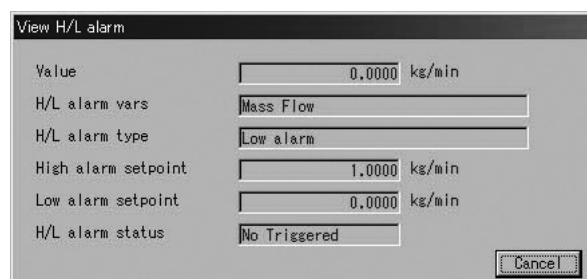 View H/L alarm
Value 0.0000 kg/min
H/L alarm vars Mass Flow
H/L alarm type Low alarm
High alarm setpoint 1.0000 kg/min
Low alarm setpoint 0.0000 kg/min
H/L alarm status No Triggered
Cancel